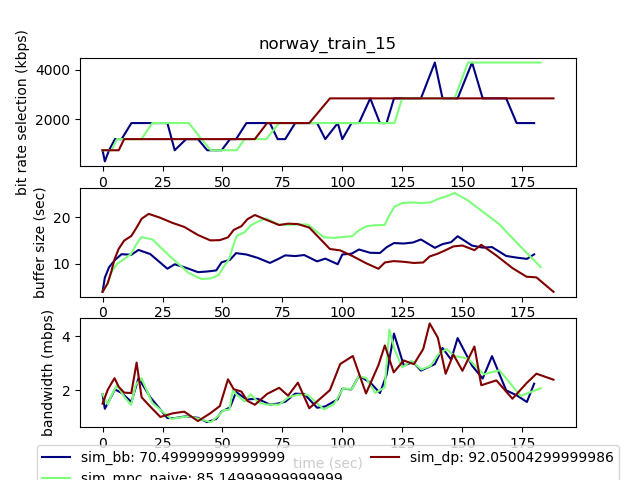 norway_train_15
bit rate selection (kbps)
4000
2000
0 25 50 75 100 125 150 175
buffer size (sec)
20
10
0 25 50 75 100 125 150 175
bandwidth (mbps)
4
2
0 25 50 75 100 125 150 175
time (sec)
sim_bb: 70.49999999999999 sim_dp: 92.05004299999986
sim_mpc_naive: 85.14999999999999